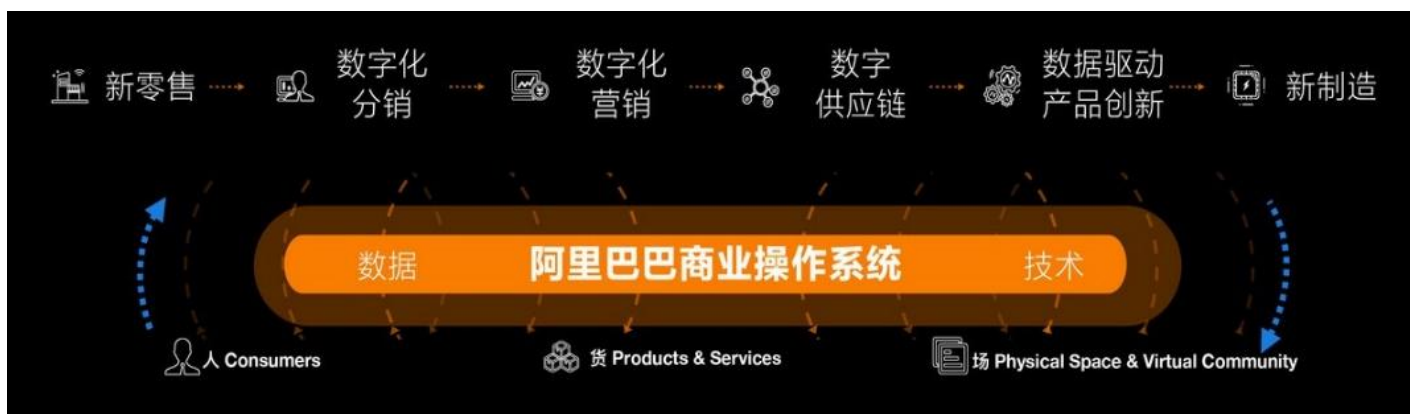 新零售
数字化
分销
数字化
营销
数字
供应链
数据驱动
产品创新
新制造
数据
阿里巴巴商业操作系统
技术
人 Consumers
货 Products & Services
场 Physical Space & Virtual Community